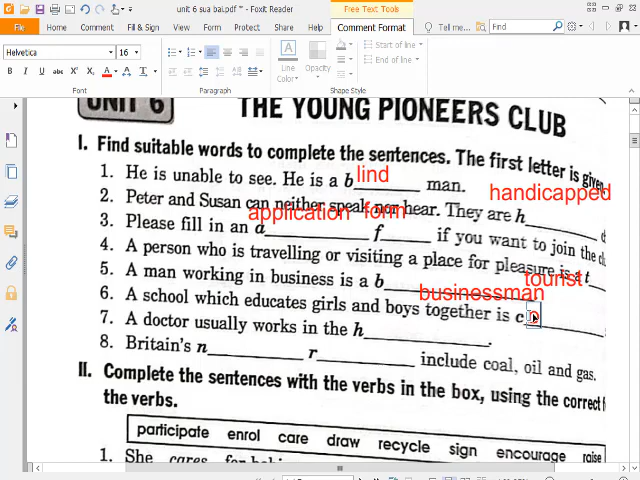 unit 6 sua bai.pdf * - Foxit Reader
Free Text Tools
File Home Comment Fill & Sign View Form Protect Share Help Comment Format Tell me... Find
Helvetica 16
B I U abc X² X₂ A T
Line Color
Opacity
Start of line
End of line
Font Paragraph Shape Style
UNIT 6 THE YOUNG PIONEERS CLUB
I. Find suitable words to complete the sentences. The first letter is given.
1. He is unable to see. He is a b lind man.
2. Peter and Susan can neither speak nor hear. They are h handicapped
3. Please fill in an a application f form if you want to join the
4. A person who is travelling or visiting a place for pleasure is a t tourist
5. A man working in business is a b businessman
6. A school which educates girls and boys together is c o
7. A doctor usually works in the h
8. Britain's n r include coal, oil and gas.
II. Complete the sentences with the verbs in the box, using the correct
the verbs.
participate enrol care draw recycle sign encourage raise
1. She cares for